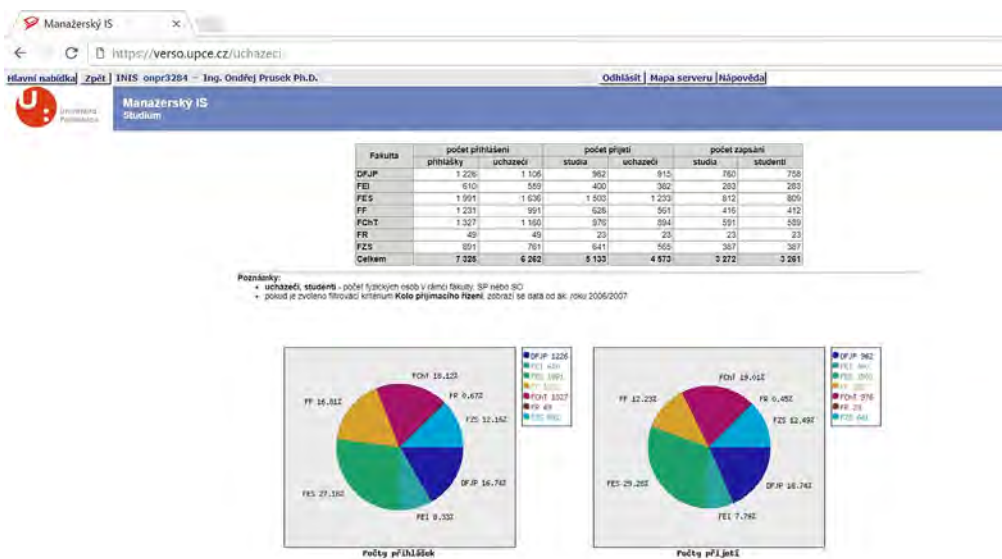 Manažerský IS
https://verso.upce.cz/uchazeci
Hlavní nabídka Zpět INIS onpr3284 – Ing. Ondřej Prusek Ph.D. Odhlásit Mapa serveru Nápověda
Univerzita Pardubice
Manažerský IS
Studium
Fakulta počet přihlášení počet přijetí počet zapsání
přihlášky uchazeči studia uchazeči studia studenti
DFJP 1 226 1 106 962 915 760 758
FEI 610 559 400 382 283 283
FES 1 991 1 636 1 503 1 233 812 809
FF 1 231 991 628 561 416 412
FChT 1 327 1 160 976 894 591 589
FR 49 49 23 23 23 23
FZS 891 761 641 565 387 387
Celkem 7 325 6 262 5 133 4 573 3 272 3 261
Poznámky:
uchazeči, studenti - počet fyzických osob v rámci fakulty, SP nebo SO
pokud je zvoleno filtrovací kritérium Kolo přijímacího řízení, zobrazí se data od ak. roku 2006/2007
FChT 18.12%
FR 0.67%
FF 16.81%
FZS 12.16%
FES 27.18%
DFJP 16.74%
FEI 8.33%
Počty přihlášek
DFJP 1226
FEI 610
FES 1991
FF 1231
FChT 1327
FR 49
FZS 891
FChT 19.01%
FR 0.45%
FF 12.23%
FZS 12.49%
FES 29.28%
DFJP 18.74%
FEI 7.79%
Počty přijetí
DFJP 962
FES 1503
FChT 976
FR 23
FZS 641